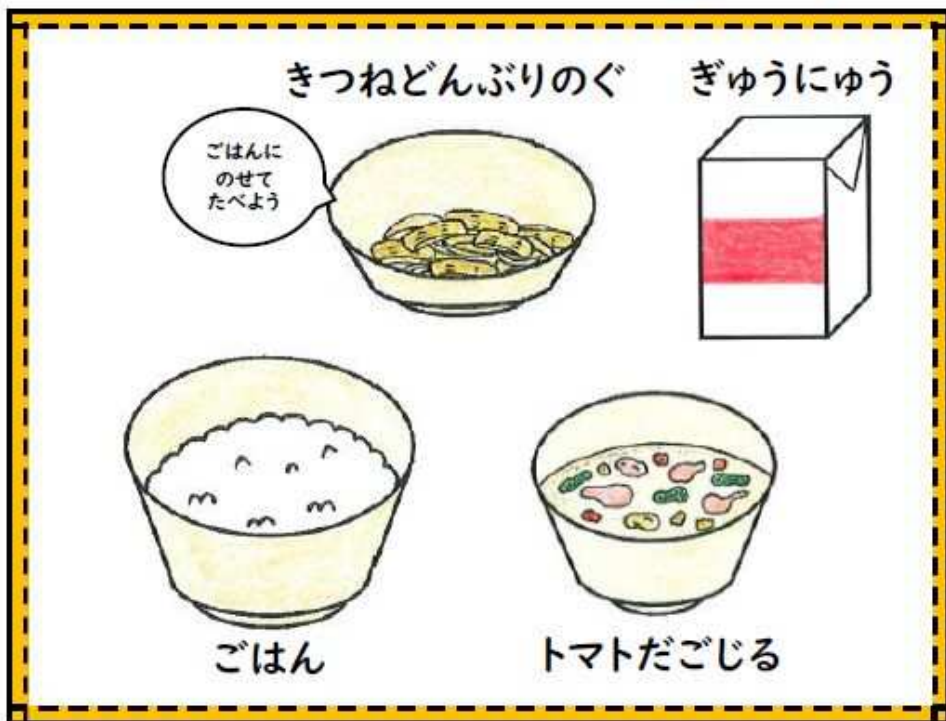 きつねどんぶりのぐ
ぎゅうにゅう
ごはんに
のせて
たべよう
ごはん
トマトだごじる